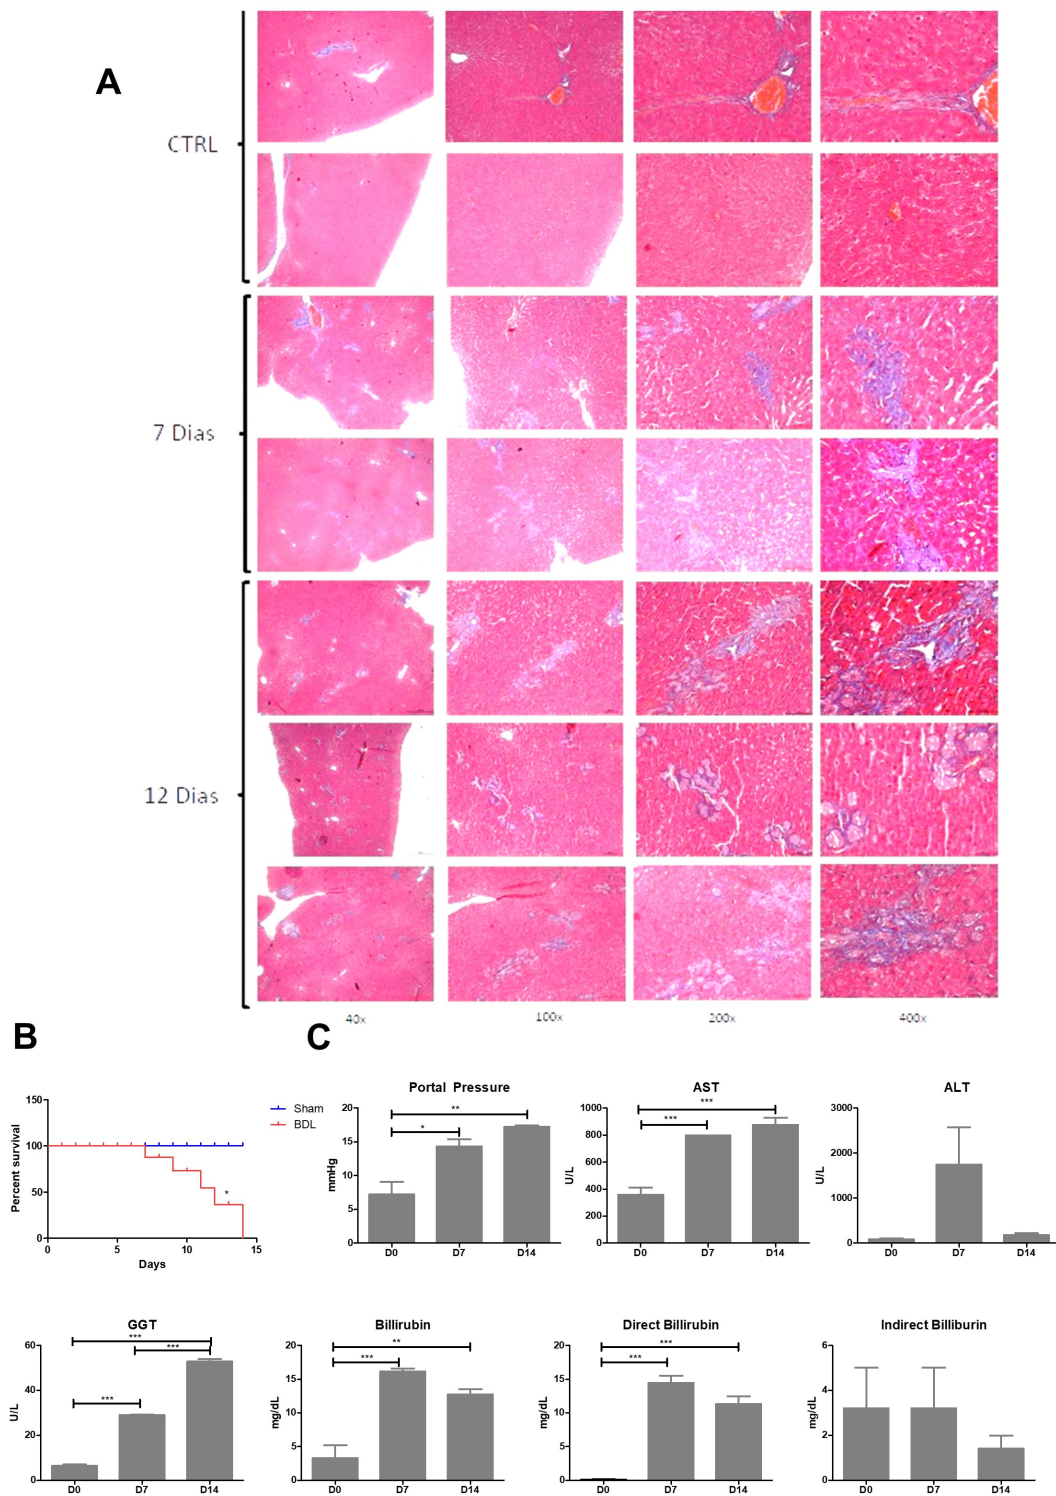 A
CTRL
7 Dias
12 Dias
40x
100x
200x
400x
B
C
150
100
50
0
Percent survival
0
5
10
15
Days
*
Sham
BDL
Portal Pressure
20
15
10
5
0
mmHg
**
*
D0
D7
D14
AST
1000
800
600
400
200
0
U/L
***
***
D0
D7
D14
ALT
3000
2000
1000
0
U/L
D0
D7
D14
GGT
60
40
20
0
U/L
***
***
***
D0
D7
D14
Billirubin
20
15
10
5
0
mg/dL
**
***
D0
D7
D14
Direct Billirubin
20
15
10
5
0
mg/dL
***
***
D0
D7
D14
Indirect Billiburin
6
4
2
0
mg/dL
D0
D7
D14